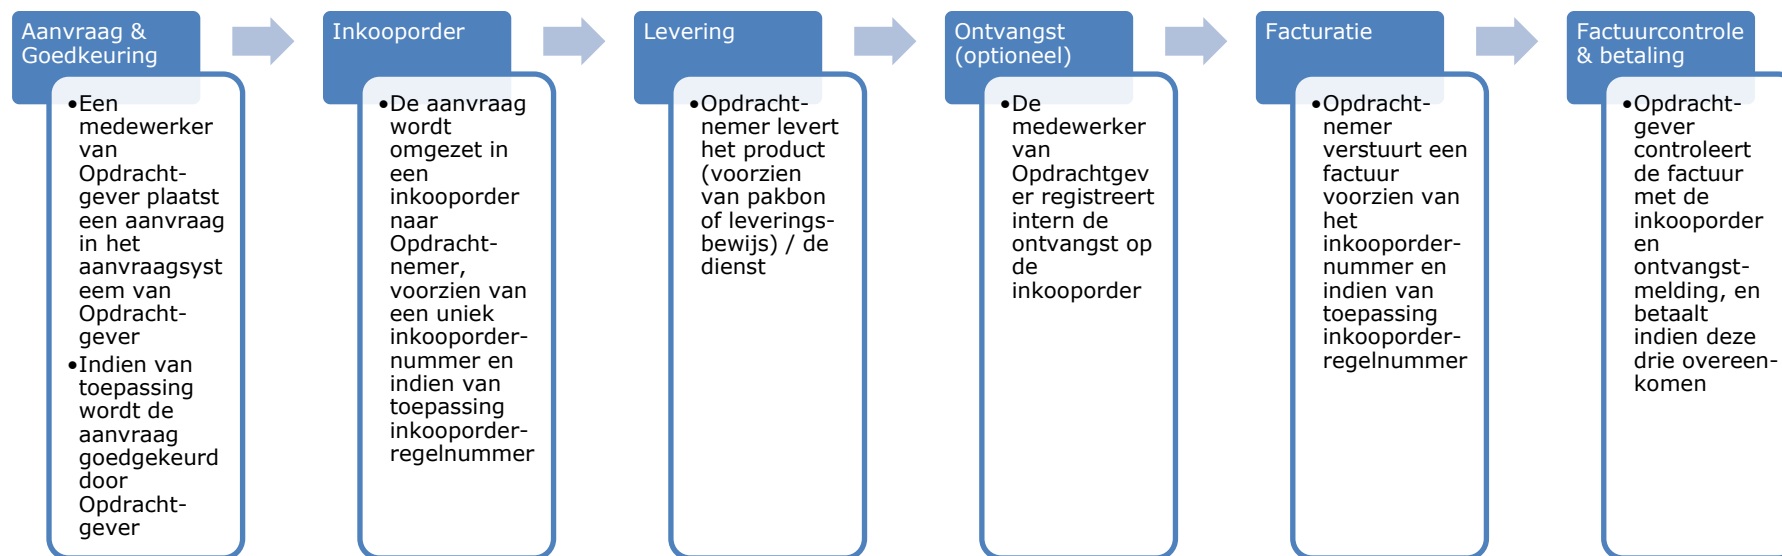 Aanvraag &
Goedkeuring
•Een
medewerker
van
Opdracht-
gever plaatst
een aanvraag
in het
aanvraagsyst
eem van
Opdracht-
gever
•Indien van
toepassing
wordt de
aanvraag
goedgekeurd
door
Opdracht-
gever
Inkooporder
•De aanvraag
wordt
omgezet in
een
inkooporder
naar
Opdracht-
nemer,
voorzien van
een uniek
inkooporder-
nummer en
indien van
toepassing
inkooporder-
regelnummer
Levering
•Opdracht-
nemer levert
het product
(voorzien
van pakbon
of leverings-
bewijs) / de
dienst
Ontvangst
(optioneel)
•De
medewerker
van
Opdrachtgev
er registreert
intern de
ontvangst op
de
inkooporder
Facturatie
•Opdracht-
nemer
verstuurt een
factuur
voorzien van
het
inkooporder-
nummer en
indien van
toepassing
inkooporder-
regelnummer
Factuurcontrole
& betaling
•Opdracht-
gever
controleert
de factuur
met de
inkooporder
en
ontvangst-
melding, en
betaalt
indien deze
drie overeen-
komen